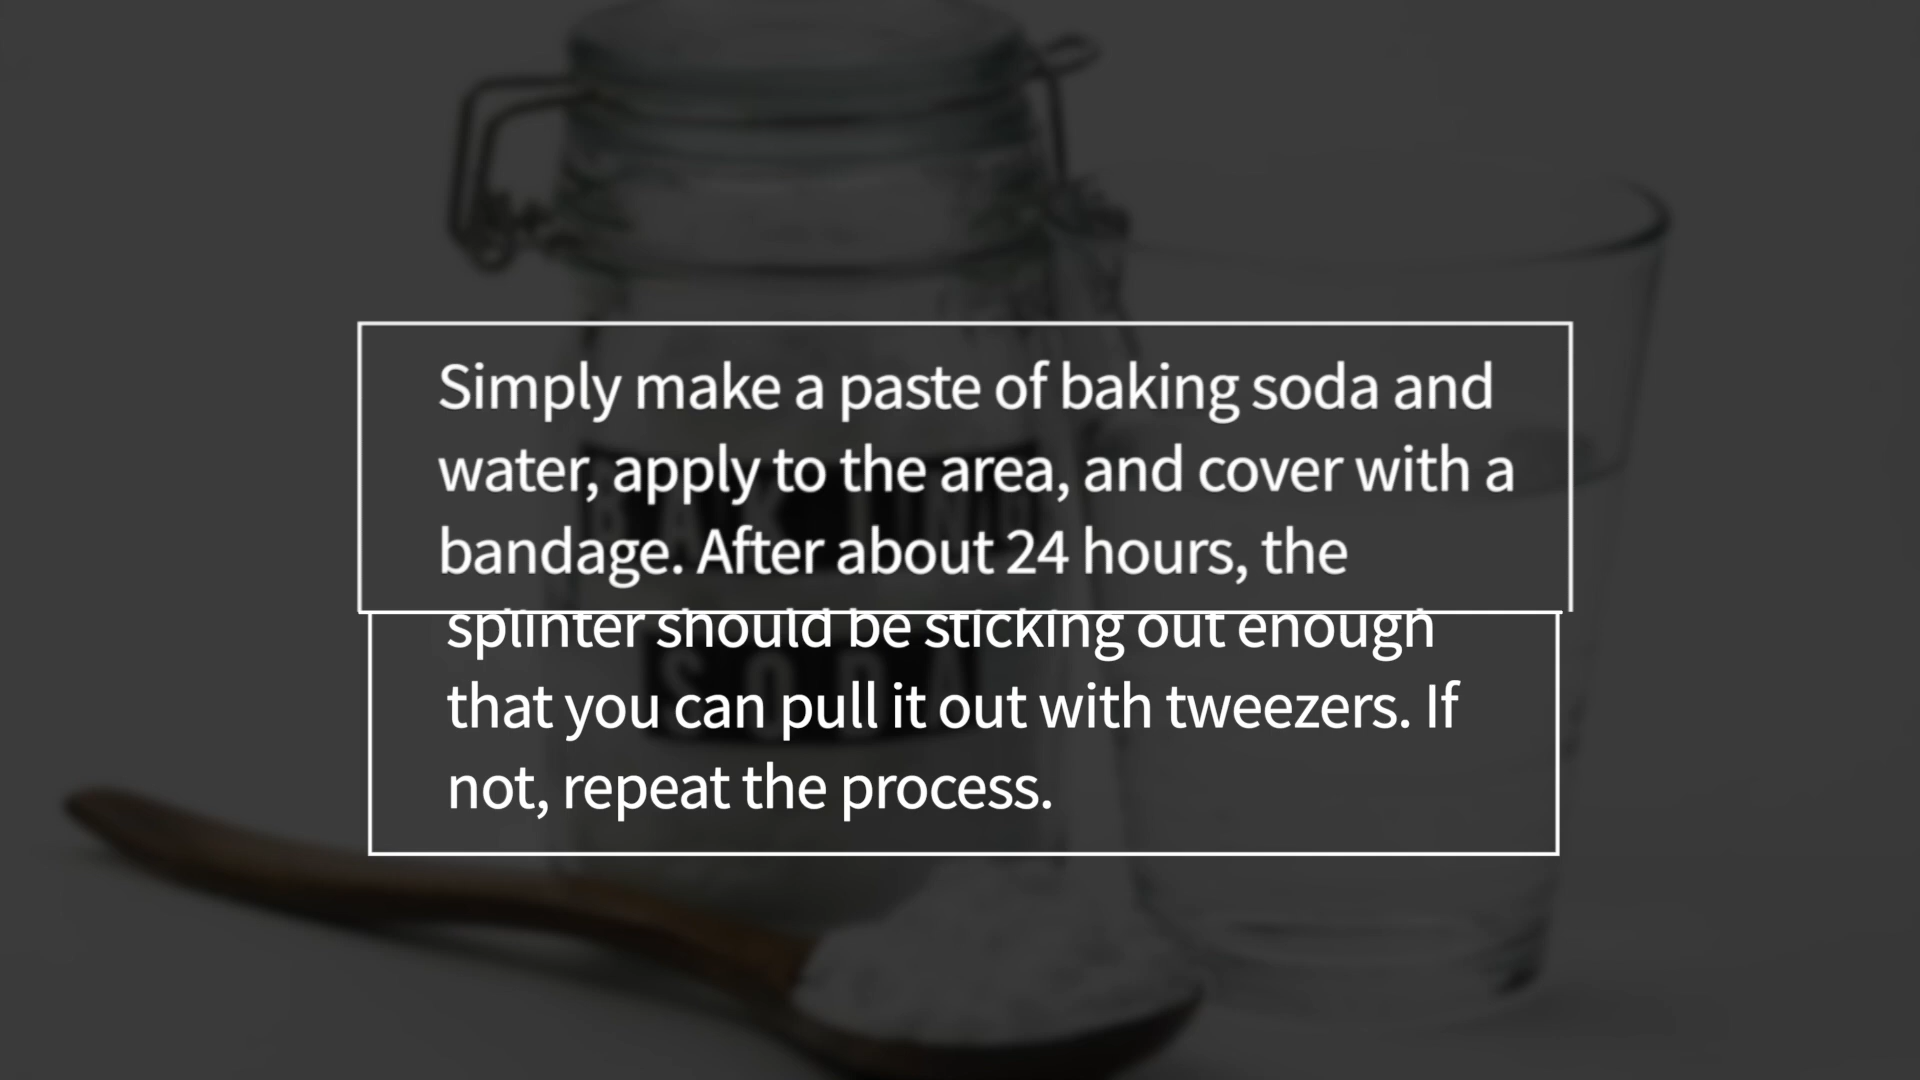 Simply make a paste of baking soda and
water, apply to the area, and cover with a
bandage. After about 24 hours, the
splinter should be sticking out enough
that you can pull it out with tweezers. If
not, repeat the process.
BAKING
SODA